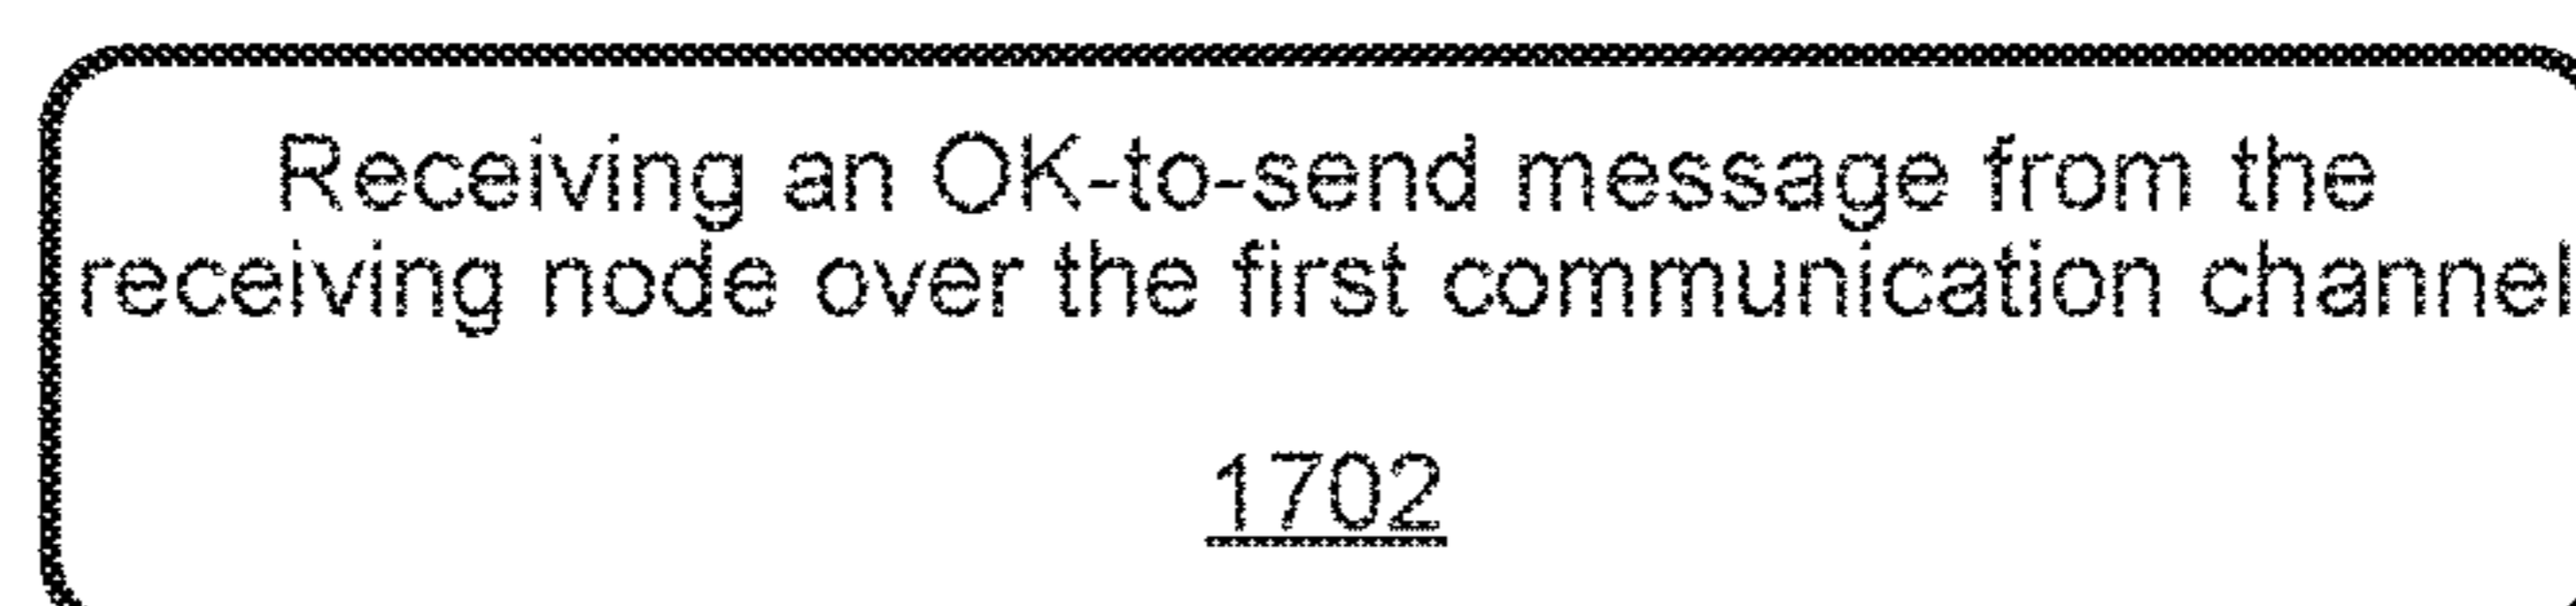 Receiving an OK-to-send message from the
receiving node over the first communication channel
1702